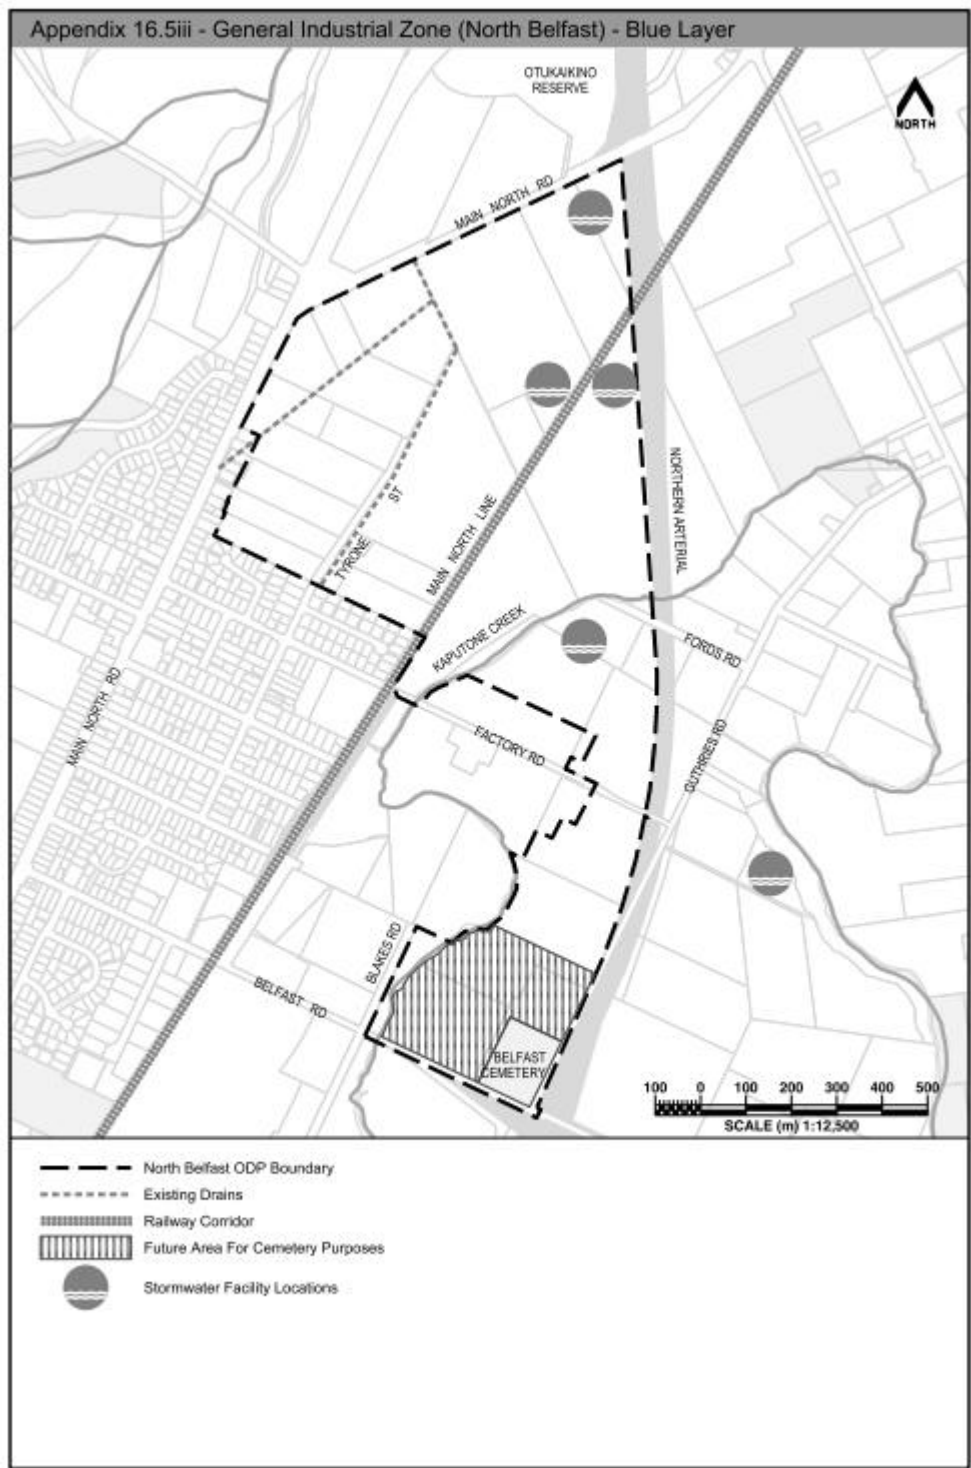 Appendix 16.5iii - General Industrial Zone (North Belfast) - Blue Layer
OTUKAIKINO
RESERVE
NORTH
MAIN NORTH RD
NORTHERN ARTERIAL
TYRONE ST
MAIN NORTH LINE
KAPUTONE CREEK
FORDS RD
MAIN NORTH RD
FACTORY RD
GUTHRIES RD
BLAKES RD
BELFAST RD
BELFAST
CEMETERY
100 0 100 200 300 400 500
SCALE (m) 1:12,500
North Belfast ODP Boundary
Existing Drains
Railway Corridor
Future Area For Cemetery Purposes
Stormwater Facility Locations